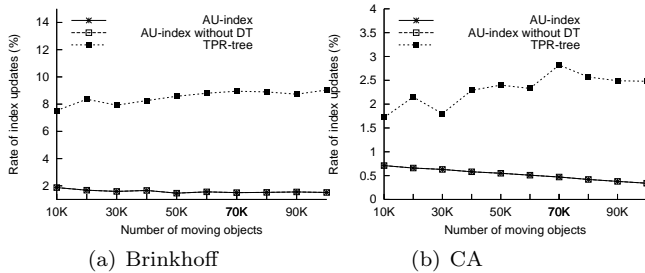 AU-index
AU-index without DT
TPR-tree
Rate of index updates (%)
14
12
10
8
6
4
2
10K 30K 50K 70K 90K
Number of moving objects
(a) Brinkhoff
AU-index
AU-index without DT
TPR-tree
Rate of index updates (%)
4
3.5
3
2.5
2
1.5
1
0.5
0
10K 30K 50K 70K 90K
Number of moving objects
(b) CA